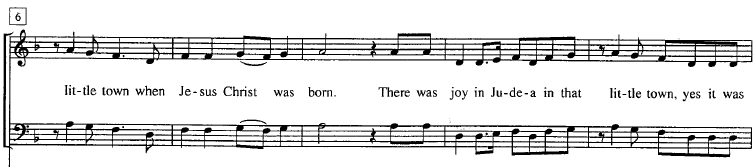 6
lit-tle town when Je-sus Christ was born. There was joy in Ju-de-a in that lit-tle town, yes it was